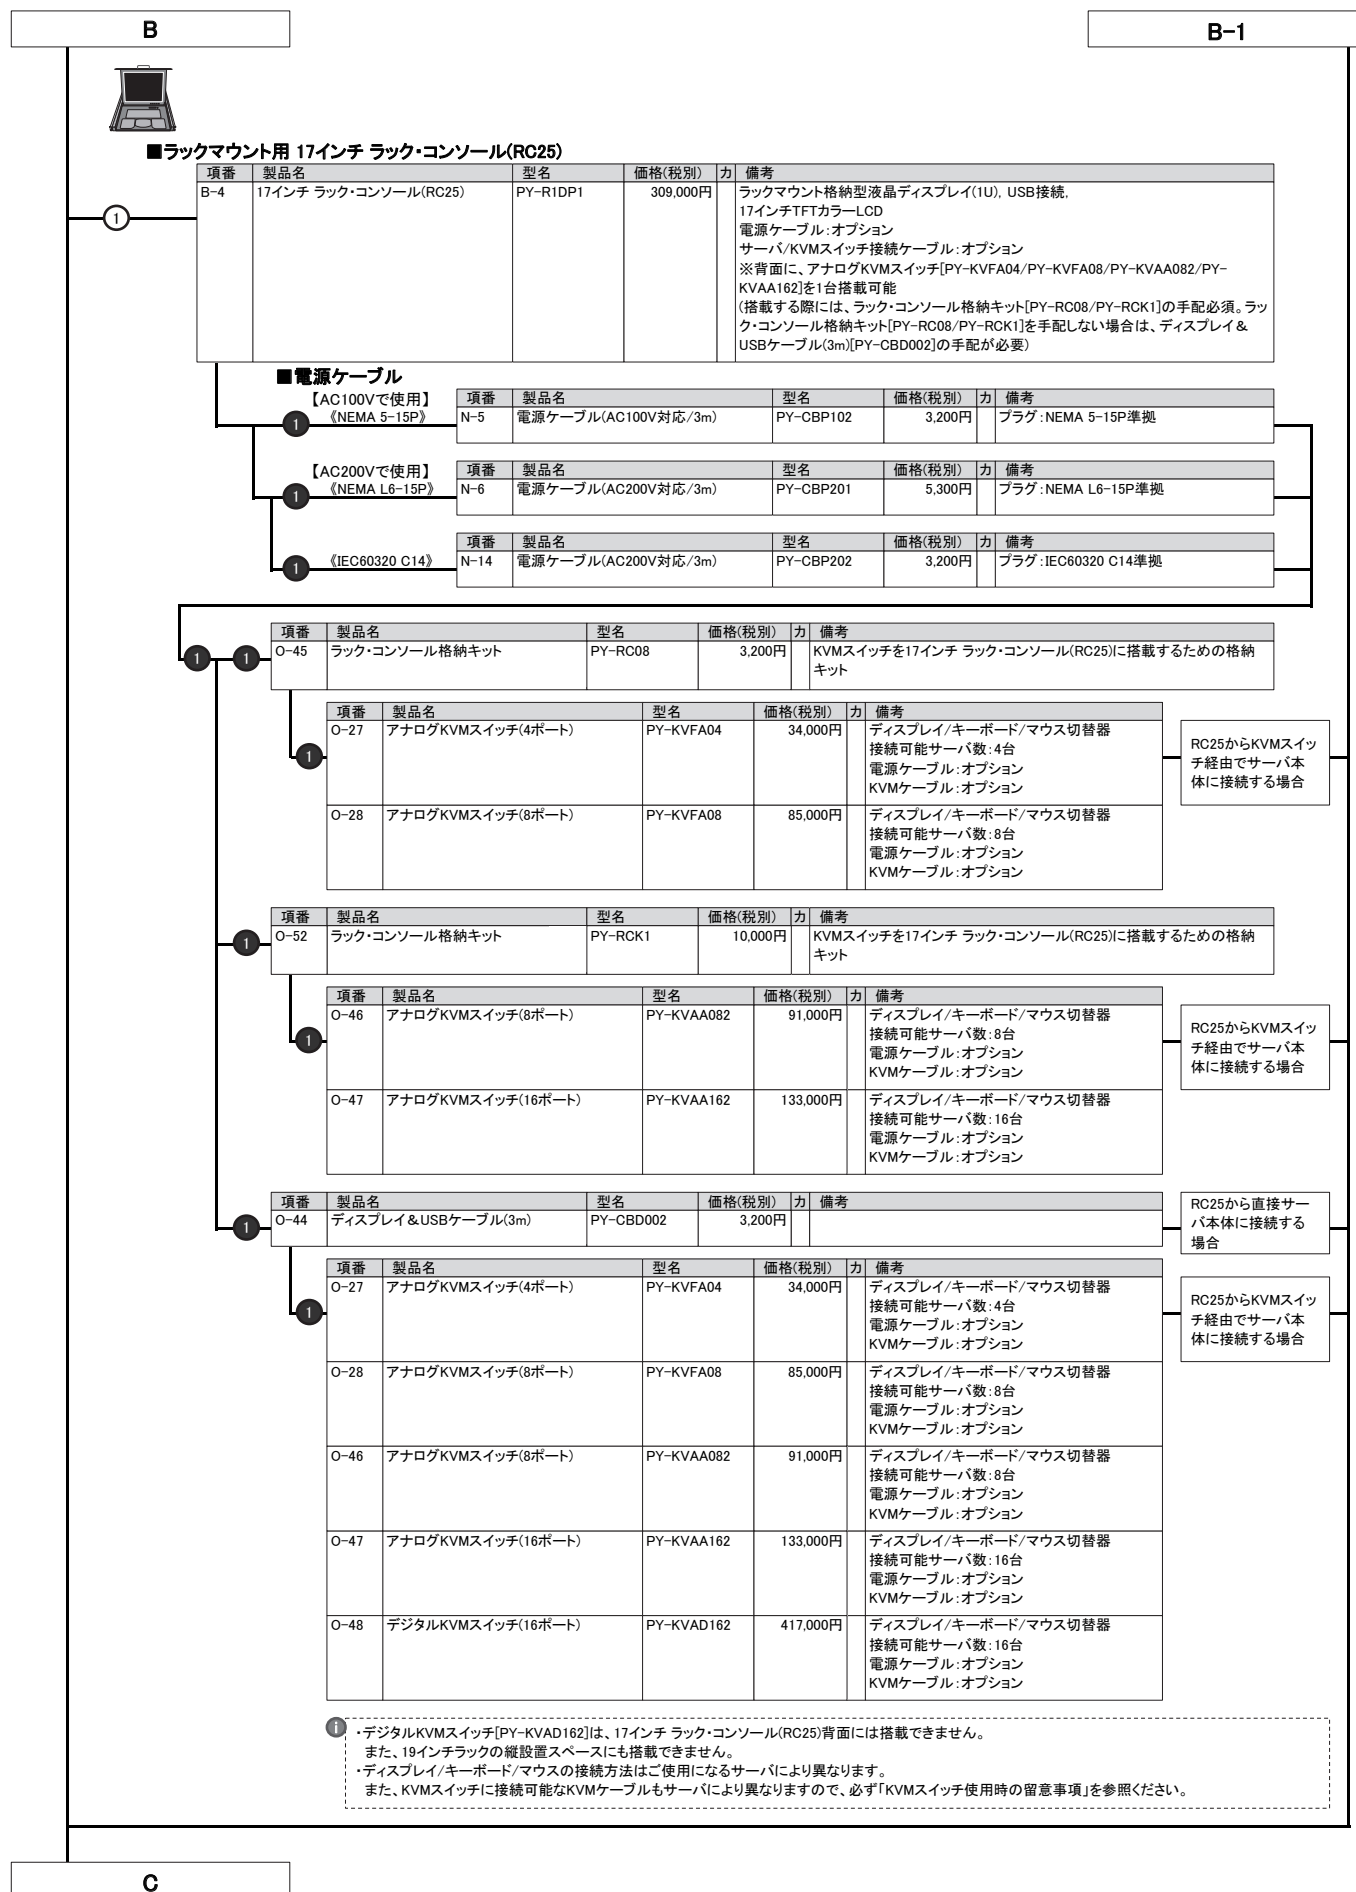 B
B-1
■ラックマウント用 17インチ ラック・コンソール(RC25)
項番 製品名 型名 価格(税別) カ 備考
B-4 17インチ ラック・コンソール(RC25) PY-R1DP1 309,000円 ラックマウント格納型液晶ディスプレイ(1U), USB接続,
17インチTFTカラーLCD
電源ケーブル:オプション
サーバ/KVMスイッチ接続ケーブル:オプション
※背面に、アナログKVMスイッチ[PY-KVFA04/PY-KVFA08/PY-KVAA082/PY-
KVAA162]を1台搭載可能
(搭載する際には、ラック・コンソール格納キット[PY-RC08/PY-RCK1]の手配必須。ラッ
ク・コンソール格納キット[PY-RC08/PY-RCK1]を手配しない場合は、ディスプレイ&
USBケーブル(3m)[PY-CBD002]の手配が必要)
1
■電源ケーブル
【AC100Vで使用】
《NEMA 5-15P》
1
項番 製品名 型名 価格(税別) カ 備考
N-5 電源ケーブル(AC100V対応/3m) PY-CBP102 3,200円 プラグ:NEMA 5-15P準拠
【AC200Vで使用】
《NEMA L6-15P》
1
項番 製品名 型名 価格(税別) カ 備考
N-6 電源ケーブル(AC200V対応/3m) PY-CBP201 5,300円 プラグ:NEMA L6-15P準拠
《IEC60320 C14》
1
項番 製品名 型名 価格(税別) カ 備考
N-14 電源ケーブル(AC200V対応/3m) PY-CBP202 3,200円 プラグ:IEC60320 C14準拠
1 1
項番 製品名 型名 価格(税別) カ 備考
O-45 ラック・コンソール格納キット PY-RC08 3,200円 KVMスイッチを17インチ ラック・コンソール(RC25)に搭載するための格納
キット
1
項番 製品名 型名 価格(税別) カ 備考
O-27 アナログKVMスイッチ(4ポート) PY-KVFA04 34,000円 ディスプレイ/キーボード/マウス切替器
接続可能サーバ数:4台
電源ケーブル:オプション
KVMケーブル:オプション
O-28 アナログKVMスイッチ(8ポート) PY-KVFA08 85,000円 ディスプレイ/キーボード/マウス切替器
接続可能サーバ数:8台
電源ケーブル:オプション
KVMケーブル:オプション
RC25からKVMスイッ
チ経由でサーバ本
体に接続する場合
1
項番 製品名 型名 価格(税別) カ 備考
O-52 ラック・コンソール格納キット PY-RCK1 10,000円 KVMスイッチを17インチ ラック・コンソール(RC25)に搭載するための格納
キット
1
項番 製品名 型名 価格(税別) カ 備考
O-46 アナログKVMスイッチ(8ポート) PY-KVAA082 91,000円 ディスプレイ/キーボード/マウス切替器
接続可能サーバ数:8台
電源ケーブル:オプション
KVMケーブル:オプション
O-47 アナログKVMスイッチ(16ポート) PY-KVAA162 133,000円 ディスプレイ/キーボード/マウス切替器
接続可能サーバ数:16台
電源ケーブル:オプション
KVMケーブル:オプション
RC25からKVMスイッ
チ経由でサーバ本
体に接続する場合
1
項番 製品名 型名 価格(税別) カ 備考
O-44 ディスプレイ&USBケーブル(3m) PY-CBD002 3,200円
RC25から直接サー
バ本体に接続する
場合
1
項番 製品名 型名 価格(税別) カ 備考
O-27 アナログKVMスイッチ(4ポート) PY-KVFA04 34,000円 ディスプレイ/キーボード/マウス切替器
接続可能サーバ数:4台
電源ケーブル:オプション
KVMケーブル:オプション
O-28 アナログKVMスイッチ(8ポート) PY-KVFA08 85,000円 ディスプレイ/キーボード/マウス切替器
接続可能サーバ数:8台
電源ケーブル:オプション
KVMケーブル:オプション
O-46 アナログKVMスイッチ(8ポート) PY-KVAA082 91,000円 ディスプレイ/キーボード/マウス切替器
接続可能サーバ数:8台
電源ケーブル:オプション
KVMケーブル:オプション
O-47 アナログKVMスイッチ(16ポート) PY-KVAA162 133,000円 ディスプレイ/キーボード/マウス切替器
接続可能サーバ数:16台
電源ケーブル:オプション
KVMケーブル:オプション
O-48 デジタルKVMスイッチ(16ポート) PY-KVAD162 417,000円 ディスプレイ/キーボード/マウス切替器
接続可能サーバ数:16台
電源ケーブル:オプション
KVMケーブル:オプション
RC25からKVMスイッ
チ経由でサーバ本
体に接続する場合
i
・デジタルKVMスイッチ[PY-KVAD162]は、17インチ ラック・コンソール(RC25)背面には搭載できません。
また、19インチラックの縦設置スペースにも搭載できません。
・ディスプレイ/キーボード/マウスの接続方法はご使用になるサーバにより異なります。
また、KVMスイッチに接続可能なKVMケーブルもサーバにより異なりますので、必ず「KVMスイッチ使用時の留意事項」を参照ください。
C